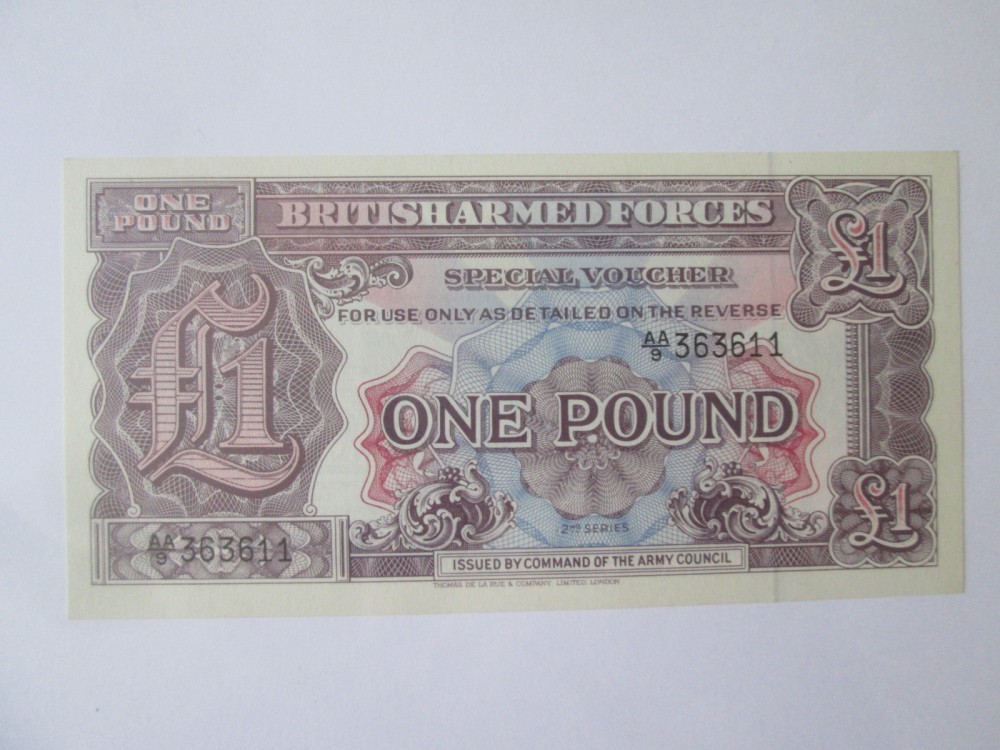 ONE
POUND
BRITISH ARMED FORCES
£1
SPECIAL VOUCHER
FOR USE ONLY AS DETAILED ON THE REVERSE
AA/9 363611
£1
ONE POUND
£1
2ND SERIES
AA/9 363611
ISSUED BY COMMAND OF THE ARMY COUNCIL
THOMAS DE LA RUE & COMPANY, LIMITED, LONDON